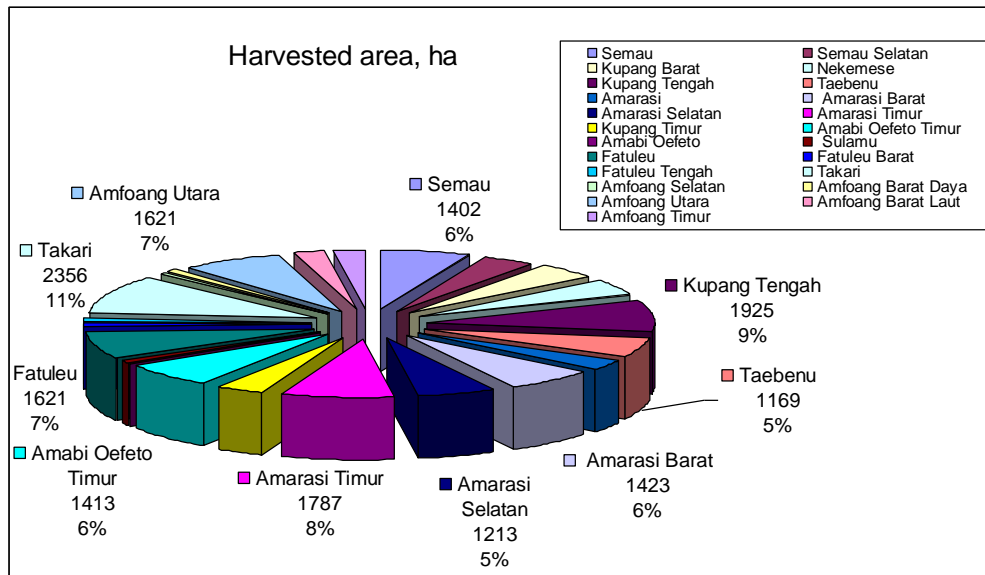 Harvested area, ha
Semau
Semau Selatan
Kupang Barat
Nekemese
Kupang Tengah
Taebenu
Amarasi
Amarasi Barat
Amarasi Selatan
Amarasi Timur
Kupang Timur
Amabi Oefeto Timur
Amabi Oefeto
Sulamu
Fatuleu
Fatuleu Barat
Fatuleu Tengah
Takari
Amfoang Selatan
Amfoang Barat Daya
Amfoang Utara
Amfoang Barat Laut
Amfoang Timur
Semau
1402
6%
Kupang Tengah
1925
9%
Taebenu
1169
5%
Amarasi Barat
1423
6%
Amarasi
Selatan
1213
5%
Amarasi Timur
1787
8%
Amabi Oefeto
Timur
1413
6%
Fatuleu
1621
7%
Takari
2356
11%
Amfoang Utara
1621
7%